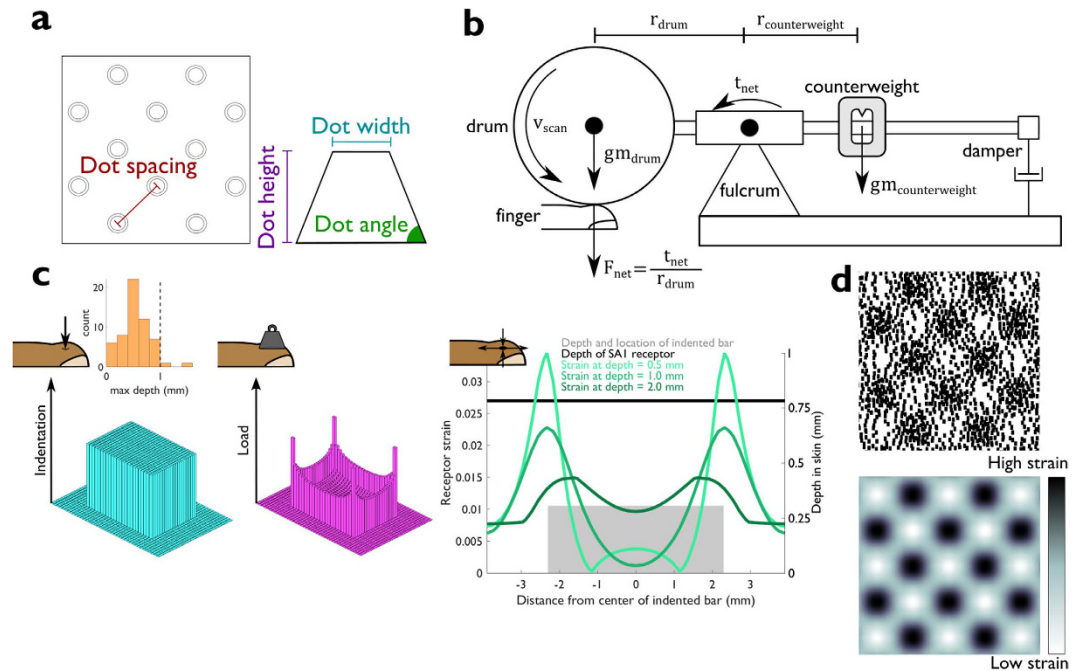 a
Dot spacing
Dot width
Dot height
Dot angle
b
r_drum
r_counterweight
t_net
counterweight
drum
v_scan
gm_drum
damper
gm_counterweight
fulcrum
finger
F_net = t_net / r_drum
c
20
10
0
count
0
1
max depth (mm)
Indentation
Load
Depth and location of indented bar
Depth of SA1 receptor
Strain at depth = 0.5 mm
Strain at depth = 1.0 mm
Strain at depth = 2.0 mm
0.03
0.025
0.02
0.015
0.01
0.005
0
Receptor strain
1
0.75
0.5
0.25
0
Depth in skin (mm)
-3 -2 -1 0 1 2 3
Distance from center of indented bar (mm)
d
High strain
Low strain